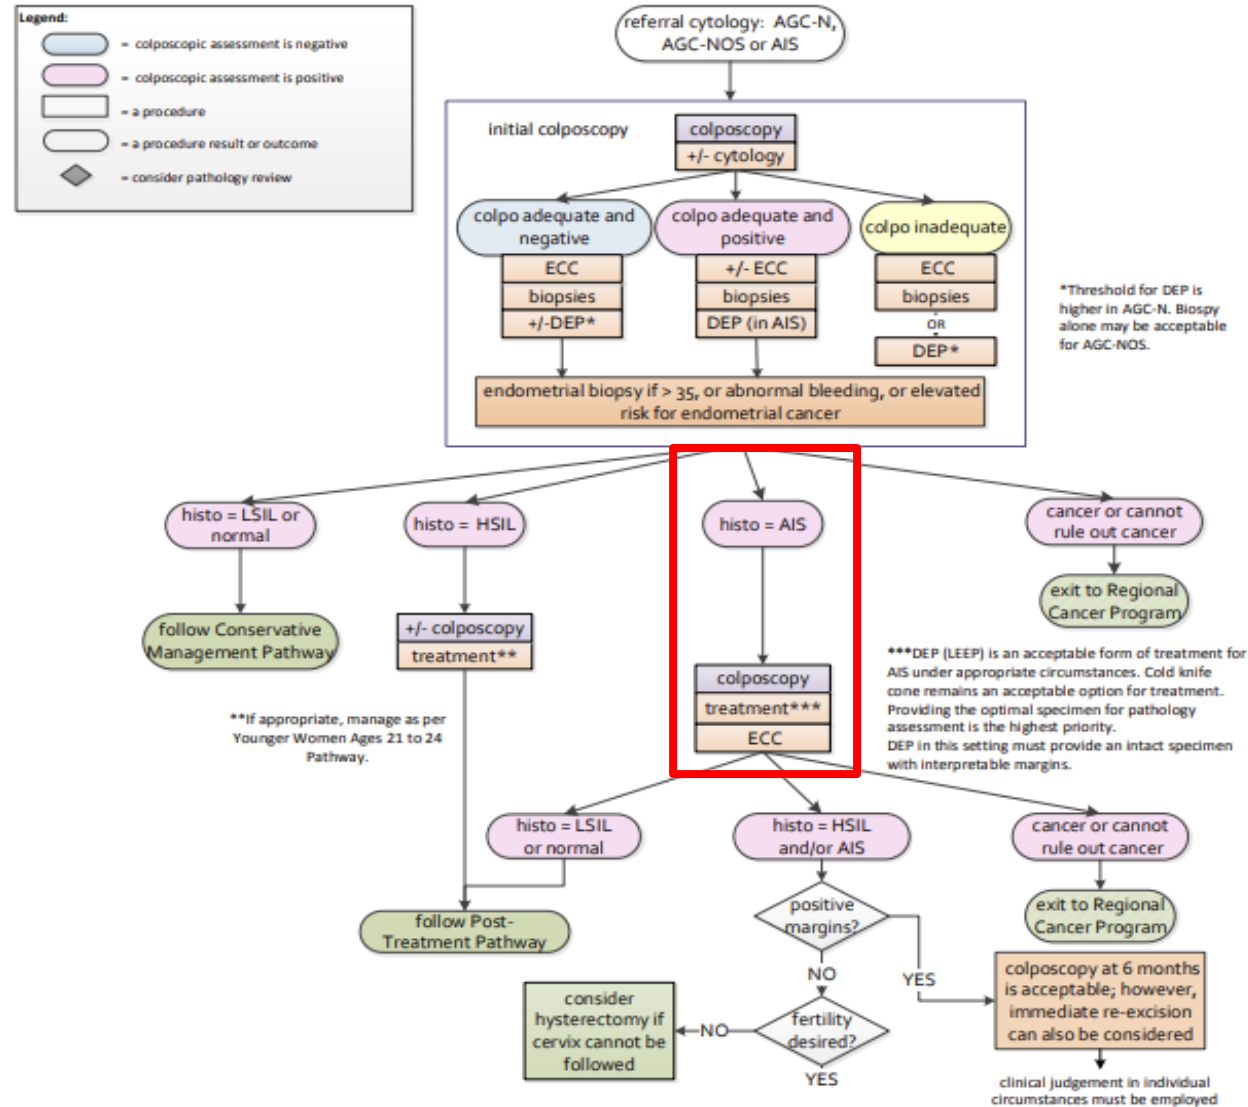 Legend:
= colposcopic assessment is negative
= colposcopic assessment is positive
= a procedure
= a procedure result or outcome
= consider pathology review
referral cytology: AGC-N,
AGC-NOS or AIS
initial colposcopy
colposcopy
+/- cytology
colpo adequate and
negative
ECC
biopsies
+/-DEP*
colpo adequate and
positive
+/- ECC
biopsies
DEP (in AIS)
colpo inadequate
ECC
biopsies
OR
DEP*
*Threshold for DEP is
higher in AGC-N. Biospy
alone may be acceptable
for AGC-NOS.
endometrial biopsy if > 35, or abnormal bleeding, or elevated
risk for endometrial cancer
histo = LSIL or
normal
histo = HSIL
histo = AIS
cancer or cannot
rule out cancer
follow Conservative
Management Pathway
+/- colposcopy
treatment**
exit to Regional
Cancer Program
**If appropriate, manage as per
Younger Women Ages 21 to 24
Pathway.
colposcopy
treatment***
ECC
***DEP (LEEP) is an acceptable form of treatment for
AIS under appropriate circumstances. Cold knife
cone remains an acceptable option for treatment.
Providing the optimal specimen for pathology
assessment is the highest priority.
DEP in this setting must provide an intact specimen
with interpretable margins.
histo = LSIL
or normal
histo = HSIL
and/or AIS
cancer or cannot
rule out cancer
follow Post-
Treatment Pathway
positive
margins?
exit to Regional
Cancer Program
NO
YES
colposcopy at 6 months
is acceptable; however,
immediate re-excision
can also be considered
consider
hysterectomy if
cervix cannot be
followed
NO
fertility
desired?
YES
clinical judgement in individual
circumstances must be employed